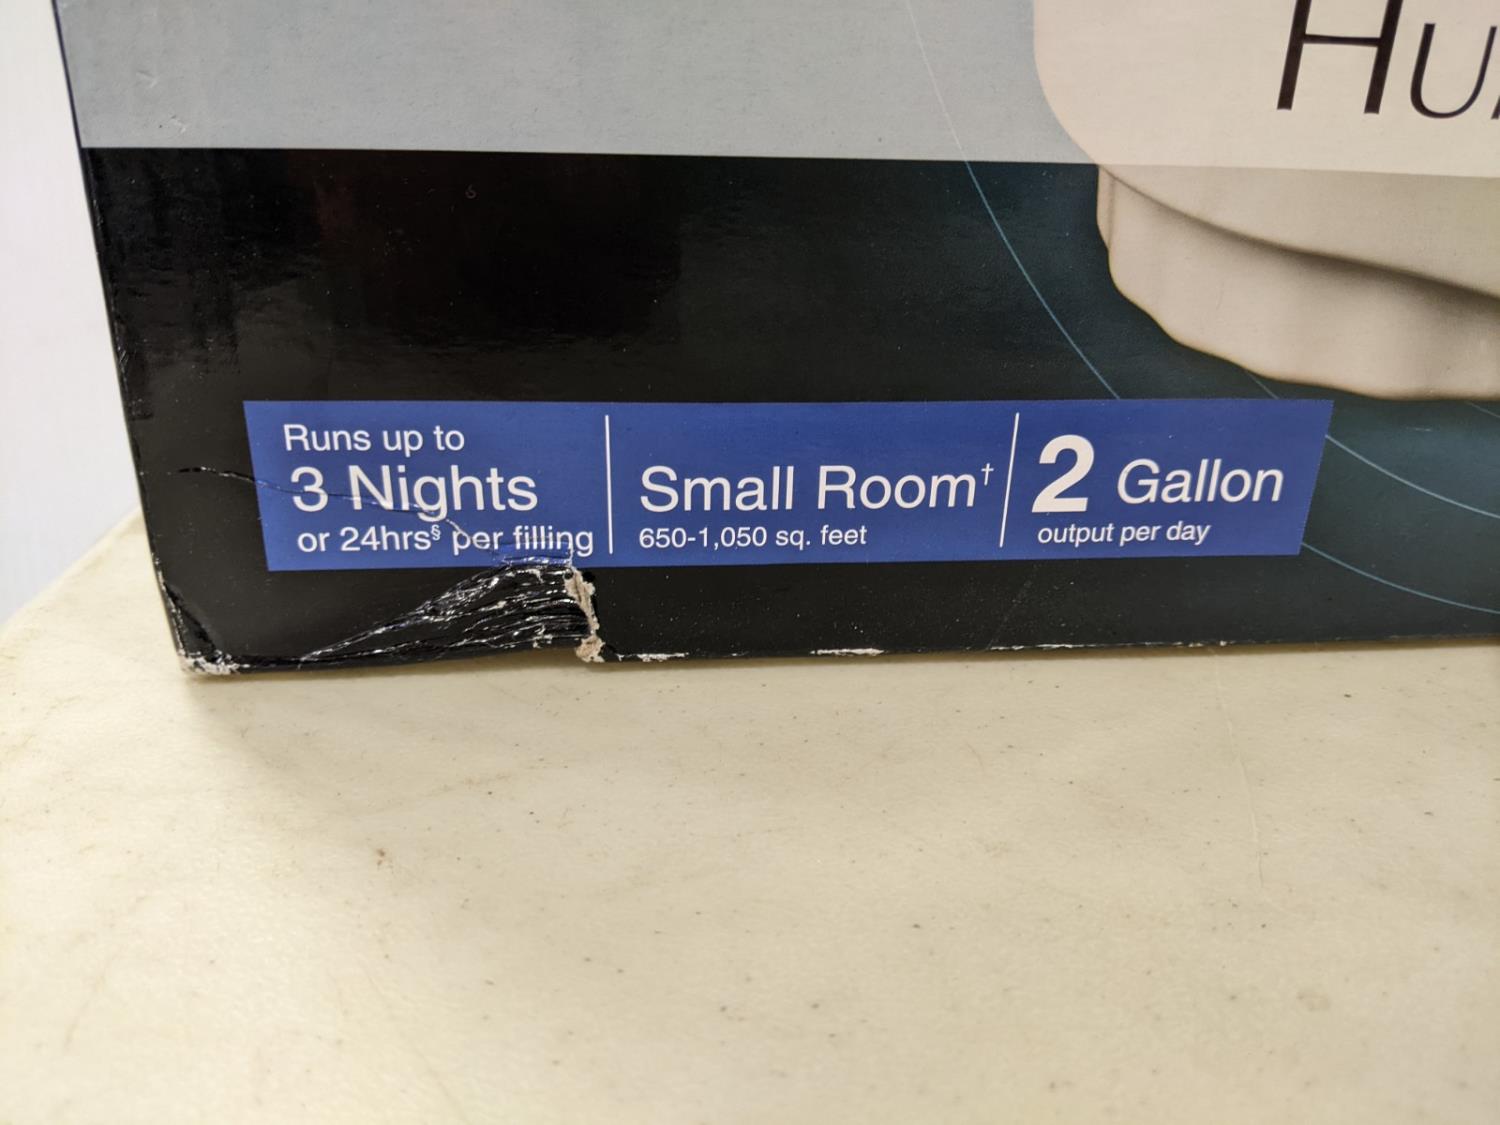 Hu
Runs up to
3 Nights
or 24hrs§ per filling
Small Room†
650-1,050 sq. feet
2 Gallon
output per day